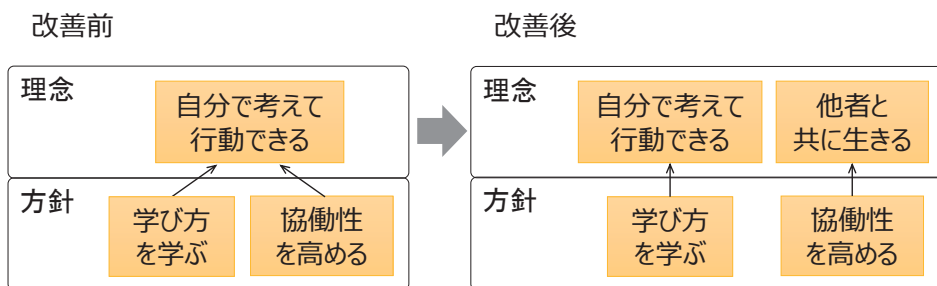 改善前
理念
自分で考えて
行動できる
方針
学び方
を学ぶ
協働性
を高める
改善後
理念
自分で考えて
行動できる
他者と
共に生きる
方針
学び方
を学ぶ
協働性
を高める